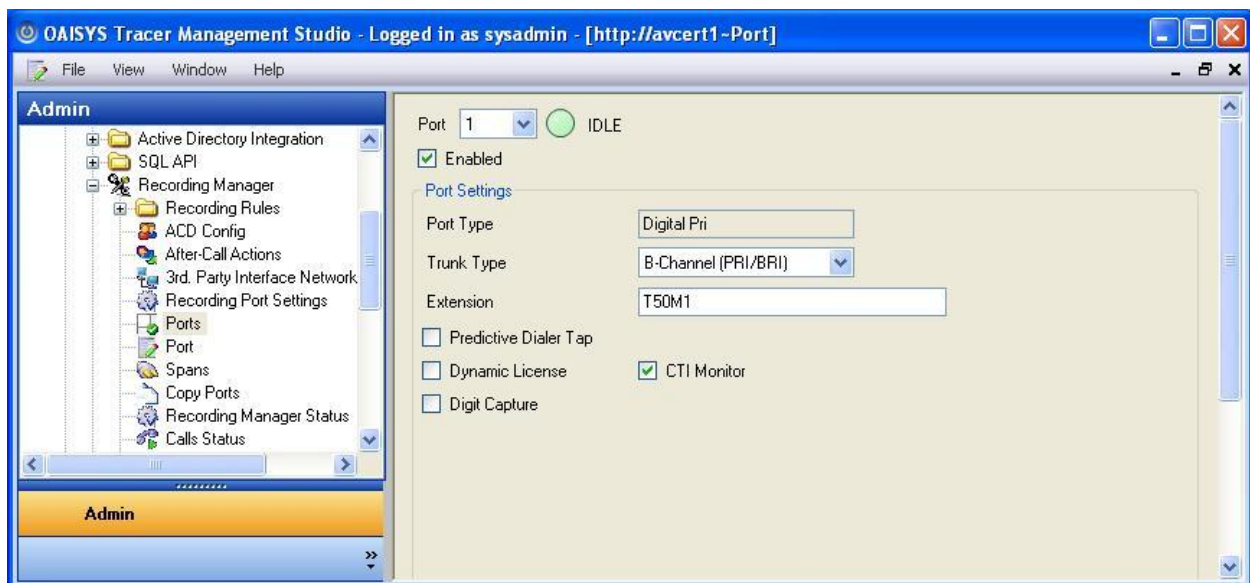 OAISYS Tracer Management Studio - Logged in as sysadmin - [http://avcert1~Port]
File View Window Help
Admin
Active Directory Integration
SQL API
Recording Manager
Recording Rules
ACD Config
After-Call Actions
3rd. Party Interface Network
Recording Port Settings
Ports
Port
Spans
Copy Ports
Recording Manager Status
Calls Status
Admin
Port 1 IDLE
Enabled
Port Settings
Port Type Digital Pri
Trunk Type B-Channel (PRI/BRI)
Extension T50M1
Predictive Dialer Tap
Dynamic License CTI Monitor
Digit Capture